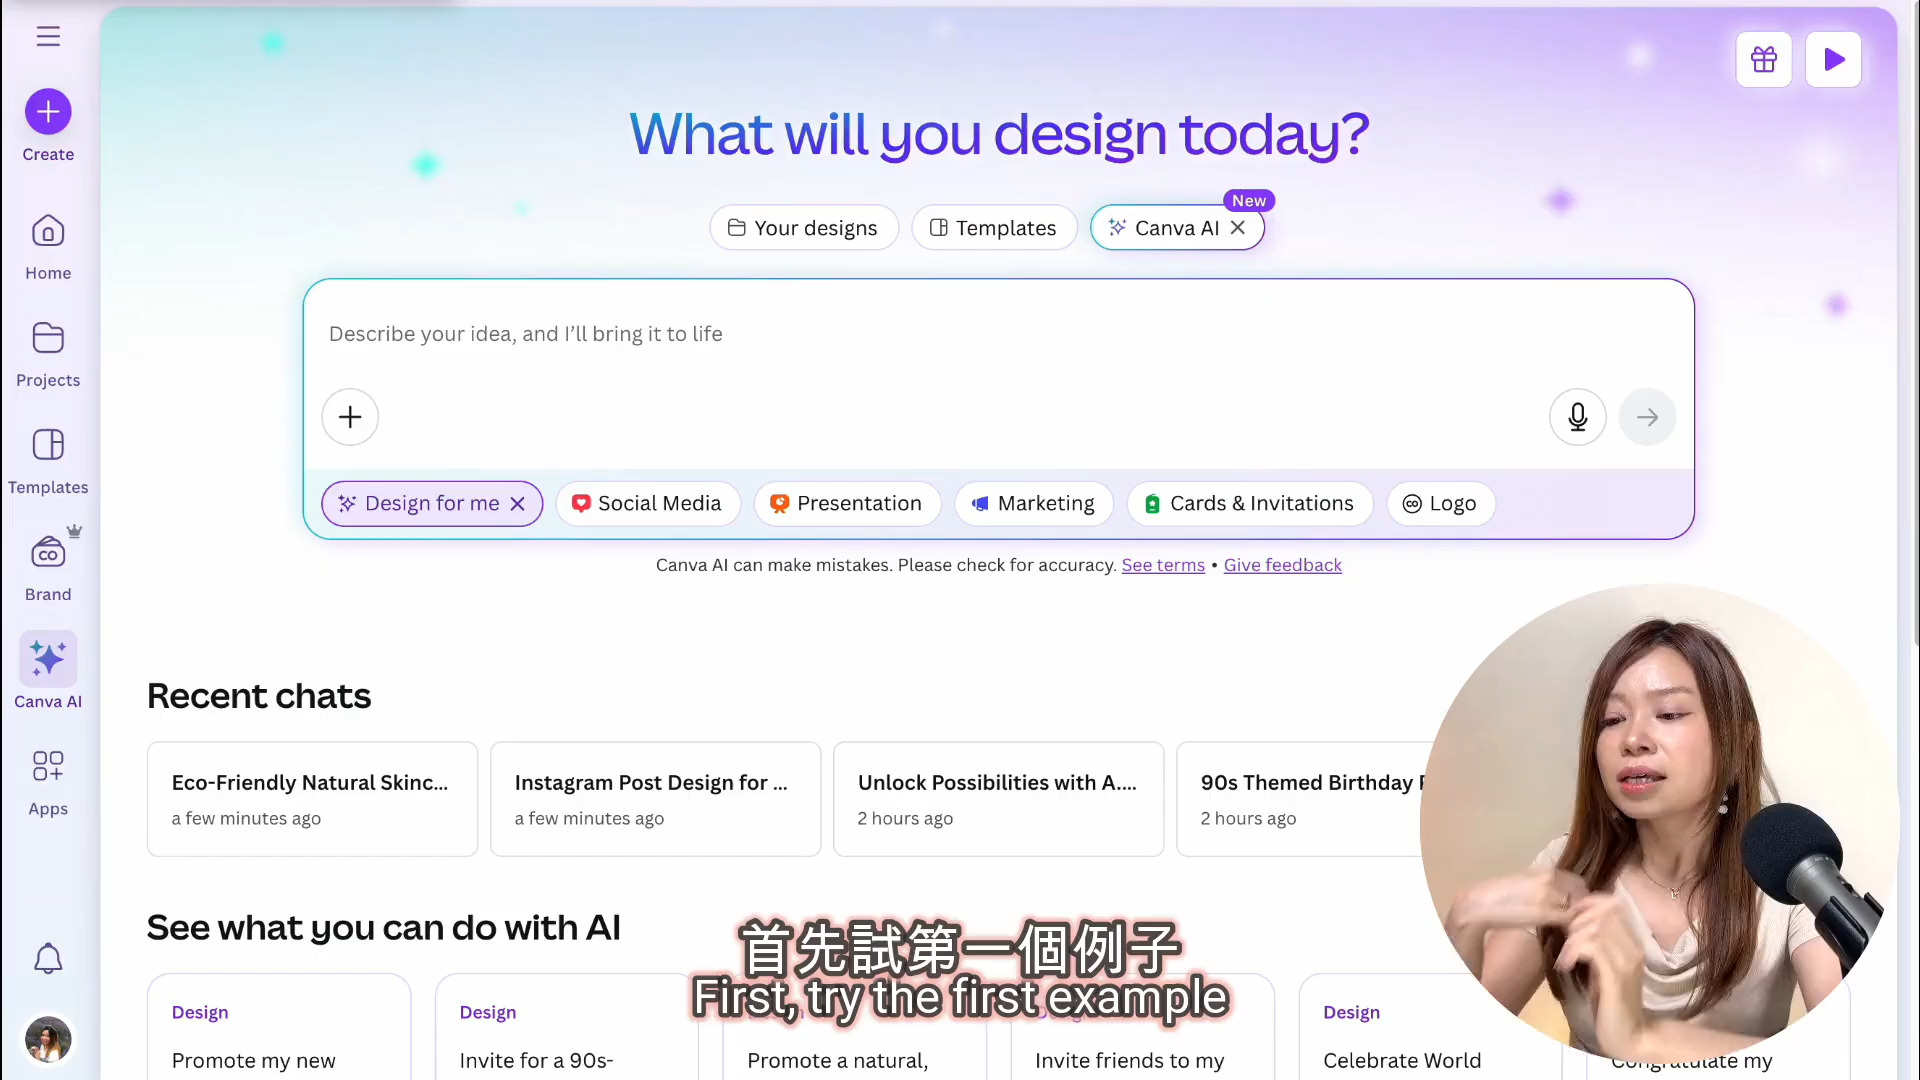 What will you design today?
New
Your designs
Templates
Canva AI
Create
Home
Projects
Templates
Brand
CO
Canva AI
Apps
Describe your idea, and I'll bring it to life
Design for me
Social Media
Presentation
Marketing
Cards & Invitations
Logo
Canva AI can make mistakes. Please check for accuracy. See terms • Give feedback
Recent chats
Eco-Friendly Natural Skinc...
a few minutes ago
Instagram Post Design for ...
a few minutes ago
Unlock Possibilities with A....
2 hours ago
90s Themed Birthday
2 hours ago
See what you can do with AI
首先試第一個例子
First, try the first example
Design
Promote my new
Design
Invite for a 90s-
Promote a natural,
Invite friends to my
Design
Celebrate World
Congratulate my